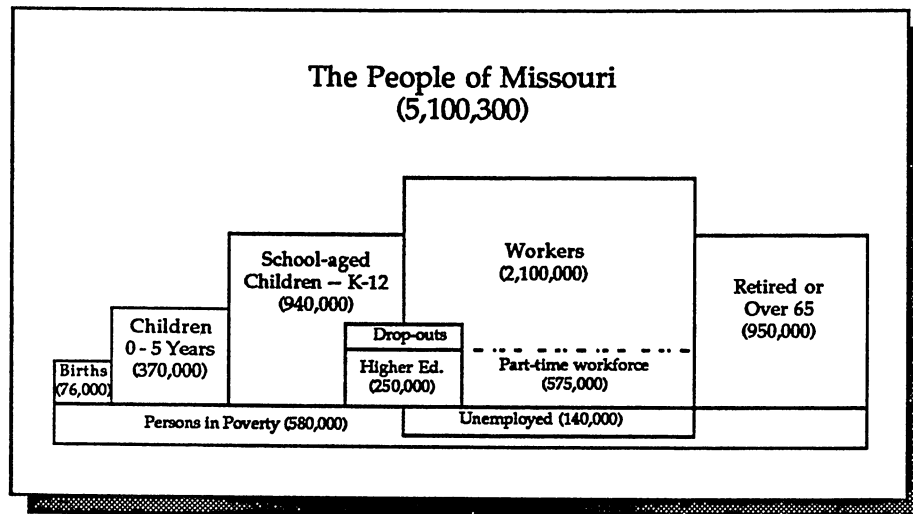 The People of Missouri
(5,100,300)
Workers
(2,100,000)
School-aged
Children – K-12
(940,000)
Retired or
Over 65
(950,000)
Children
0 - 5 Years
(370,000)
Drop-outs
Births
(76,000)
Higher Ed.
(250,000)
Part-time workforce
(575,000)
Persons in Poverty (580,000)
Unemployed (140,000)